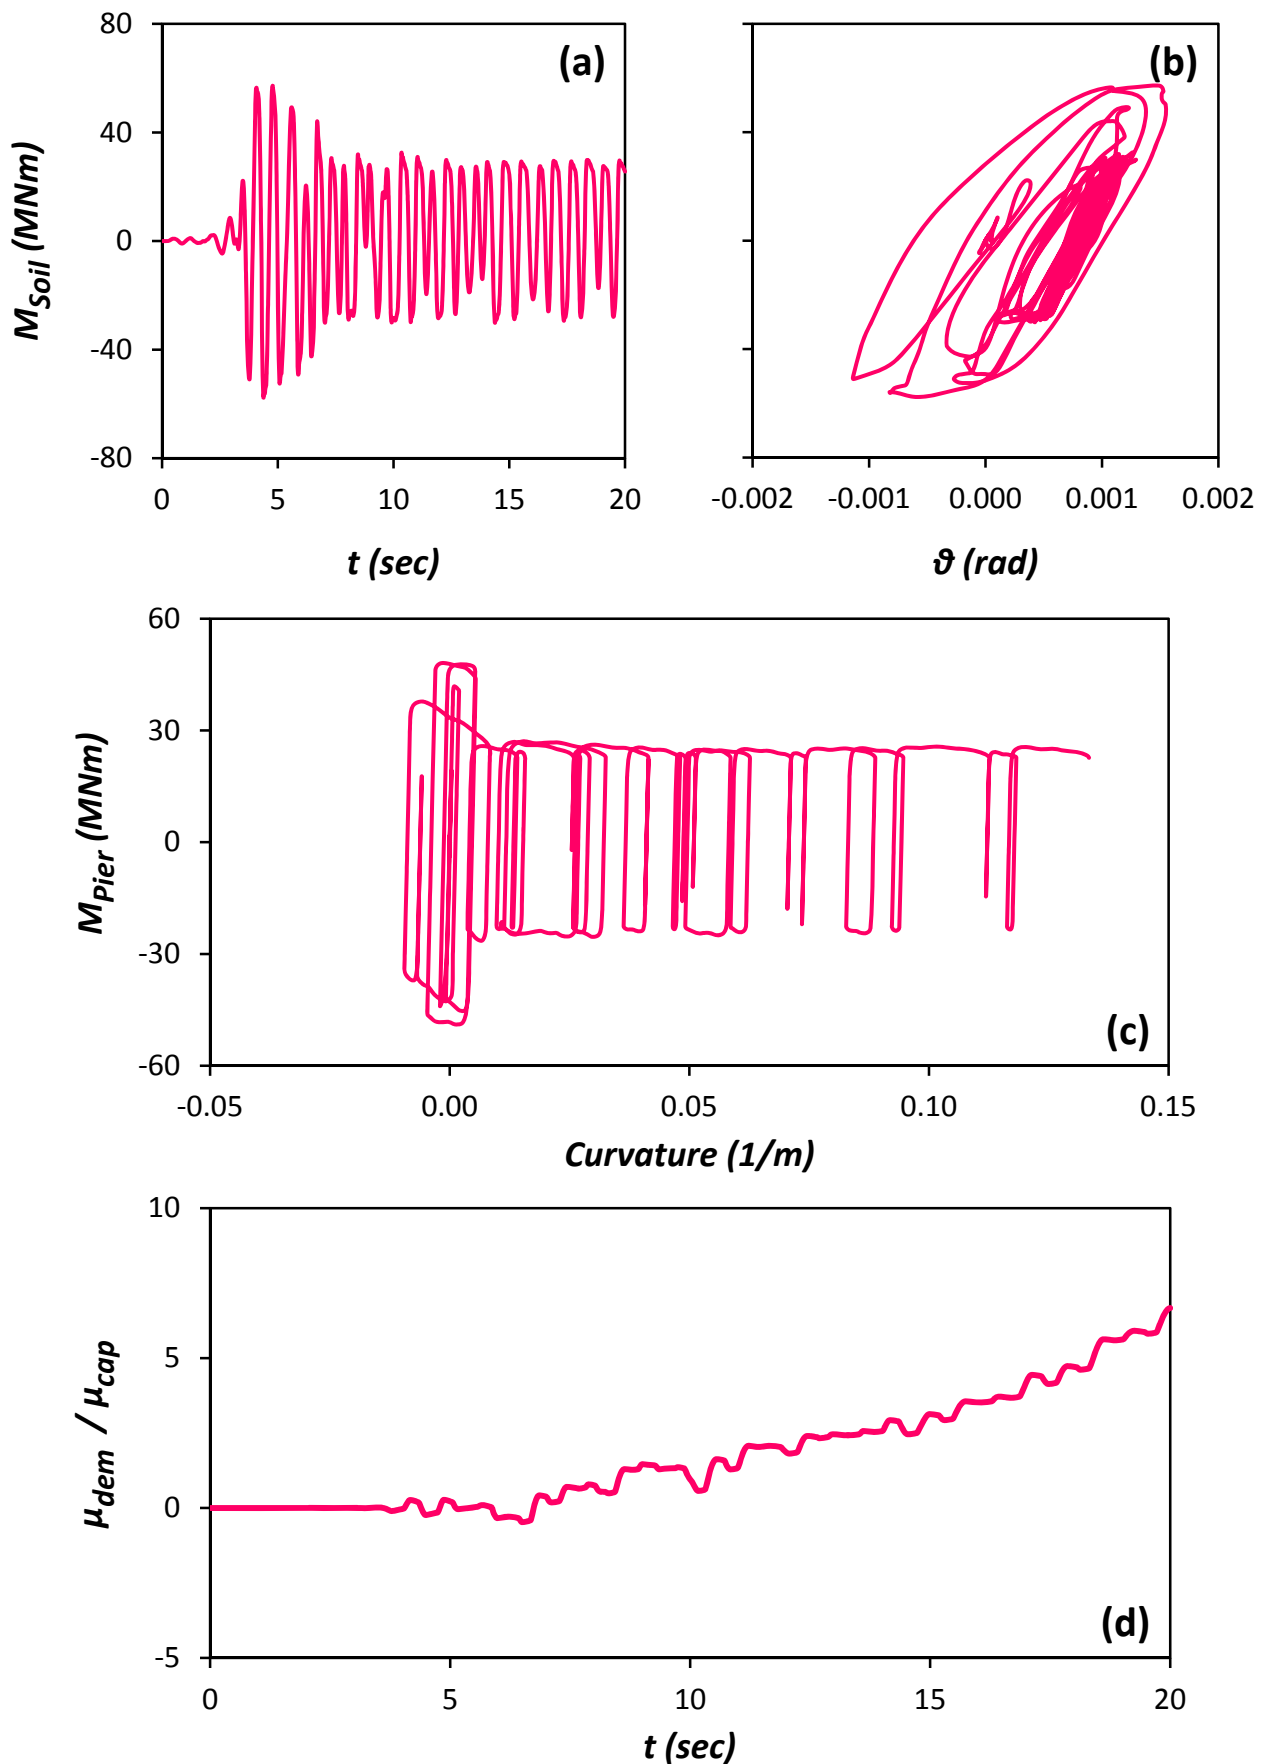 80
40
0
-40
-80
M_Soil (MNm)
(a)
0 5 10 15 20
t (sec)
(b)
-0.002 -0.001 0.000 0.001 0.002
ϑ (rad)
60
30
0
-30
-60
M_Pier (MNm)
(c)
-0.05 0.00 0.05 0.10 0.15
Curvature (1/m)
10
5
0
-5
μ_dem / μ_cap
(d)
0 5 10 15 20
t (sec)